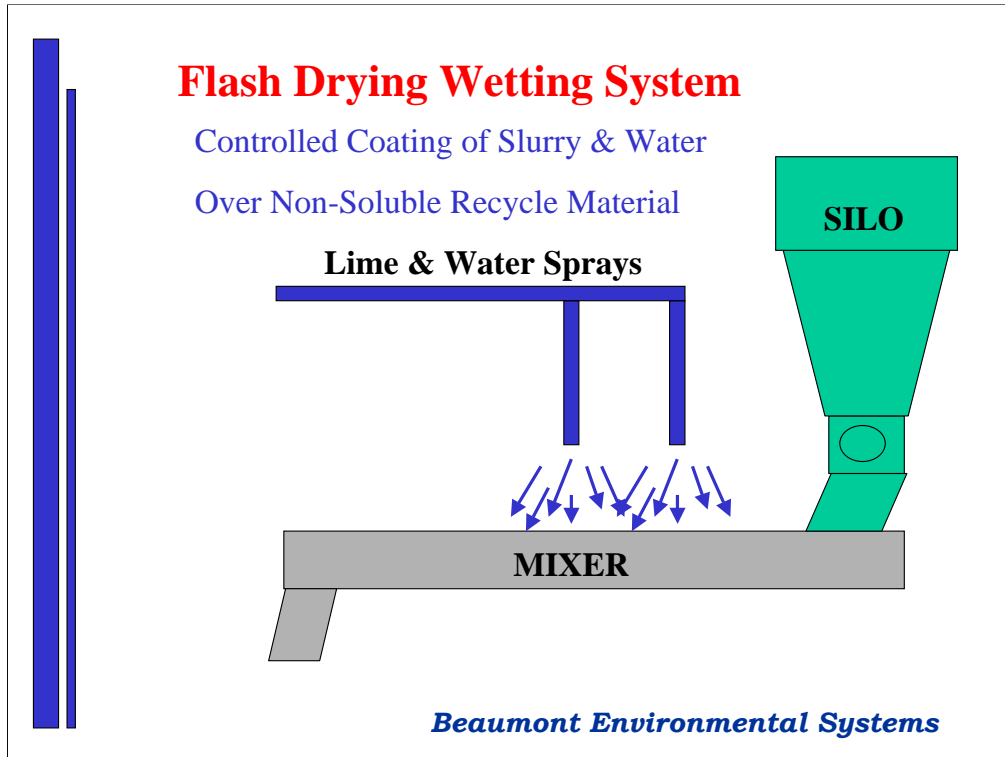 Flash Drying Wetting System
Controlled Coating of Slurry & Water
Over Non-Soluble Recycle Material
SILO
Lime & Water Sprays
MIXER
Beaumont Environmental Systems